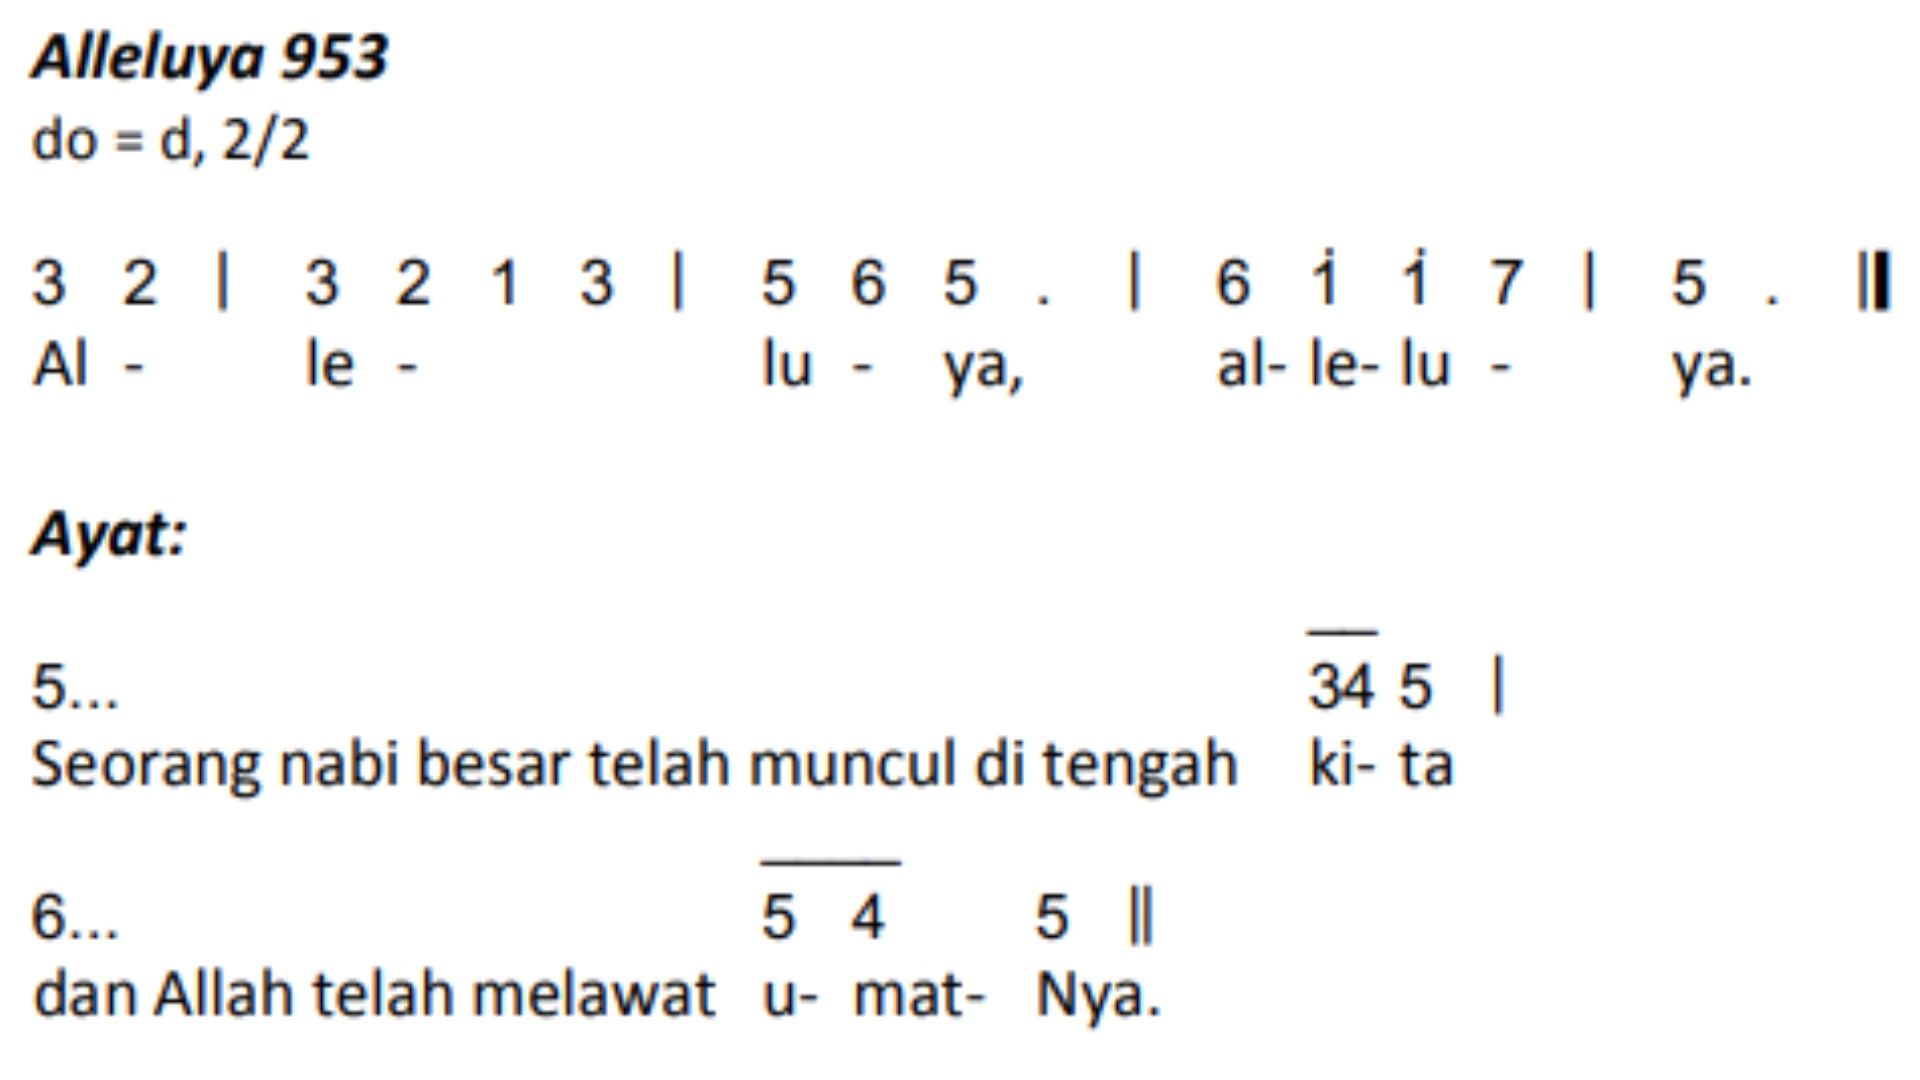 Alleluya 953
do = d, 2/2
3 2 | 3 2 1 3 | 5 6 5 . | 6 1̇ 1̇ 7 | 5 . ||
Al - le - lu - ya, al- le- lu - ya.
Ayat:
5... 34 5 |
Seorang nabi besar telah muncul di tengah ki- ta
6... 5 4 5 ||
dan Allah telah melawat u- mat- Nya.